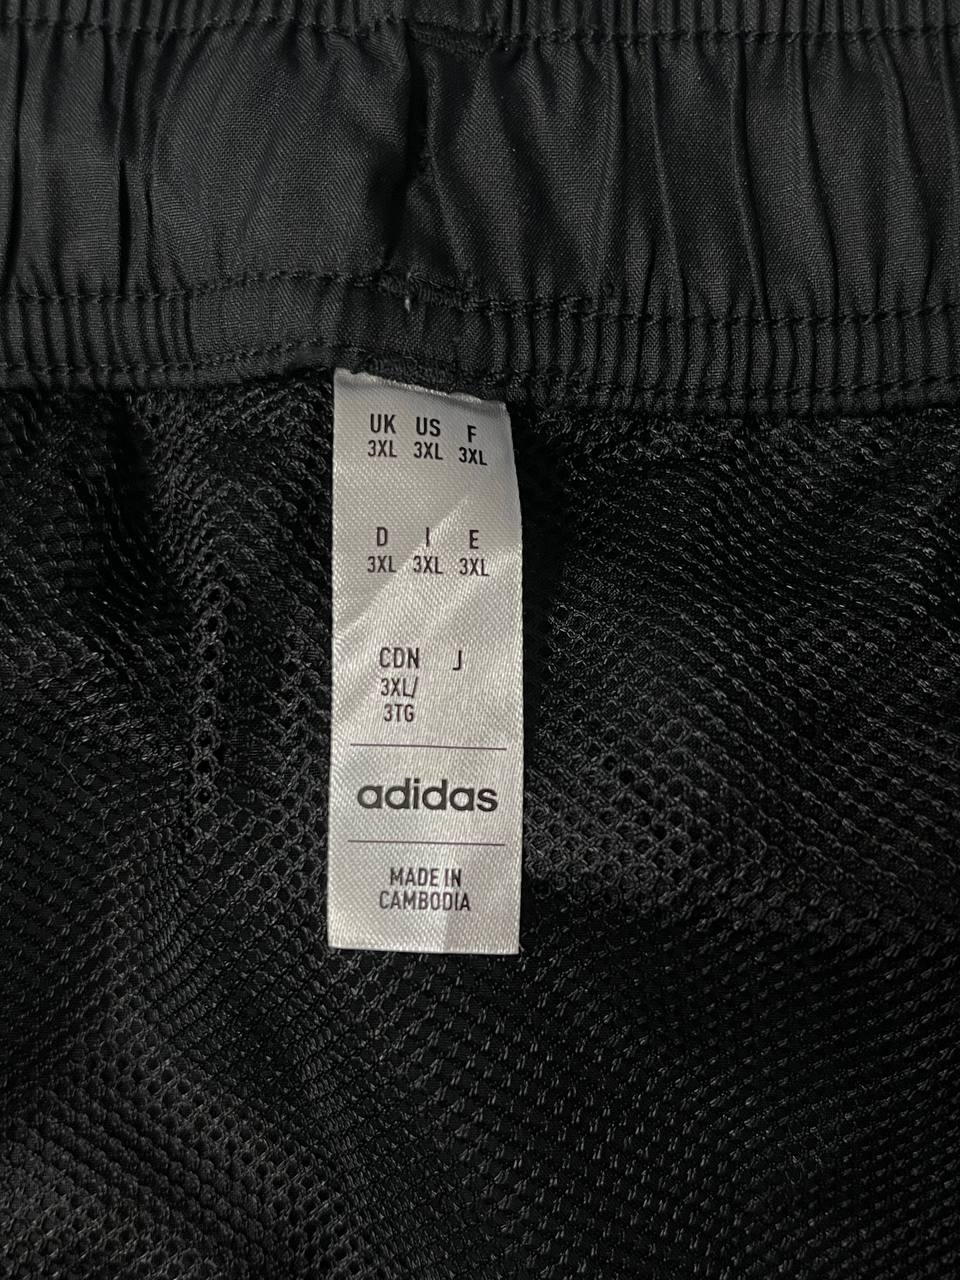 UK US F
3XL 3XL 3XL
D I E
3XL 3XL 3XL
CDN J
3XL/
3TG
adidas
MADE IN
CAMBODIA